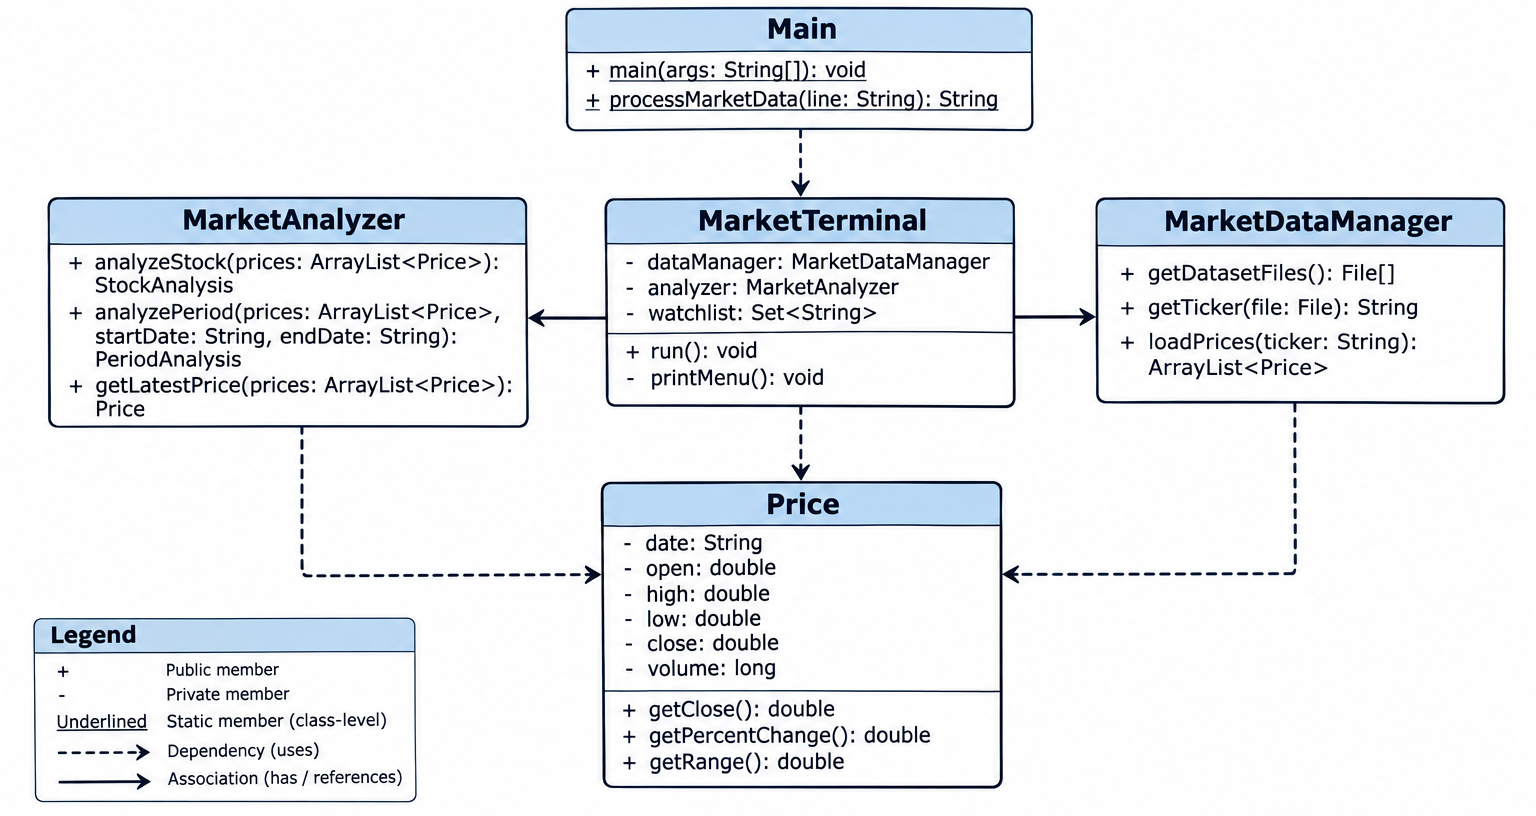 Main
+ main(args: String[]): void
+ processMarketData(line: String): String
MarketAnalyzer
+ analyzeStock(prices: ArrayList<Price>):
StockAnalysis
+ analyzePeriod(prices: ArrayList<Price>,
startDate: String, endDate: String):
PeriodAnalysis
+ getLatestPrice(prices: ArrayList<Price>):
Price
MarketTerminal
- dataManager: MarketDataManager
- analyzer: MarketAnalyzer
- watchlist: Set<String>
+ run(): void
- printMenu(): void
MarketDataManager
+ getDatasetFiles(): File[]
+ getTicker(file: File): String
+ loadPrices(ticker: String):
ArrayList<Price>
Price
- date: String
- open: double
- high: double
- low: double
- close: double
- volume: long
+ getClose(): double
+ getPercentChange(): double
+ getRange(): double
Legend
+ Public member
- Private member
Underlined Static member (class-level)
Dependency (uses)
Association (has / references)